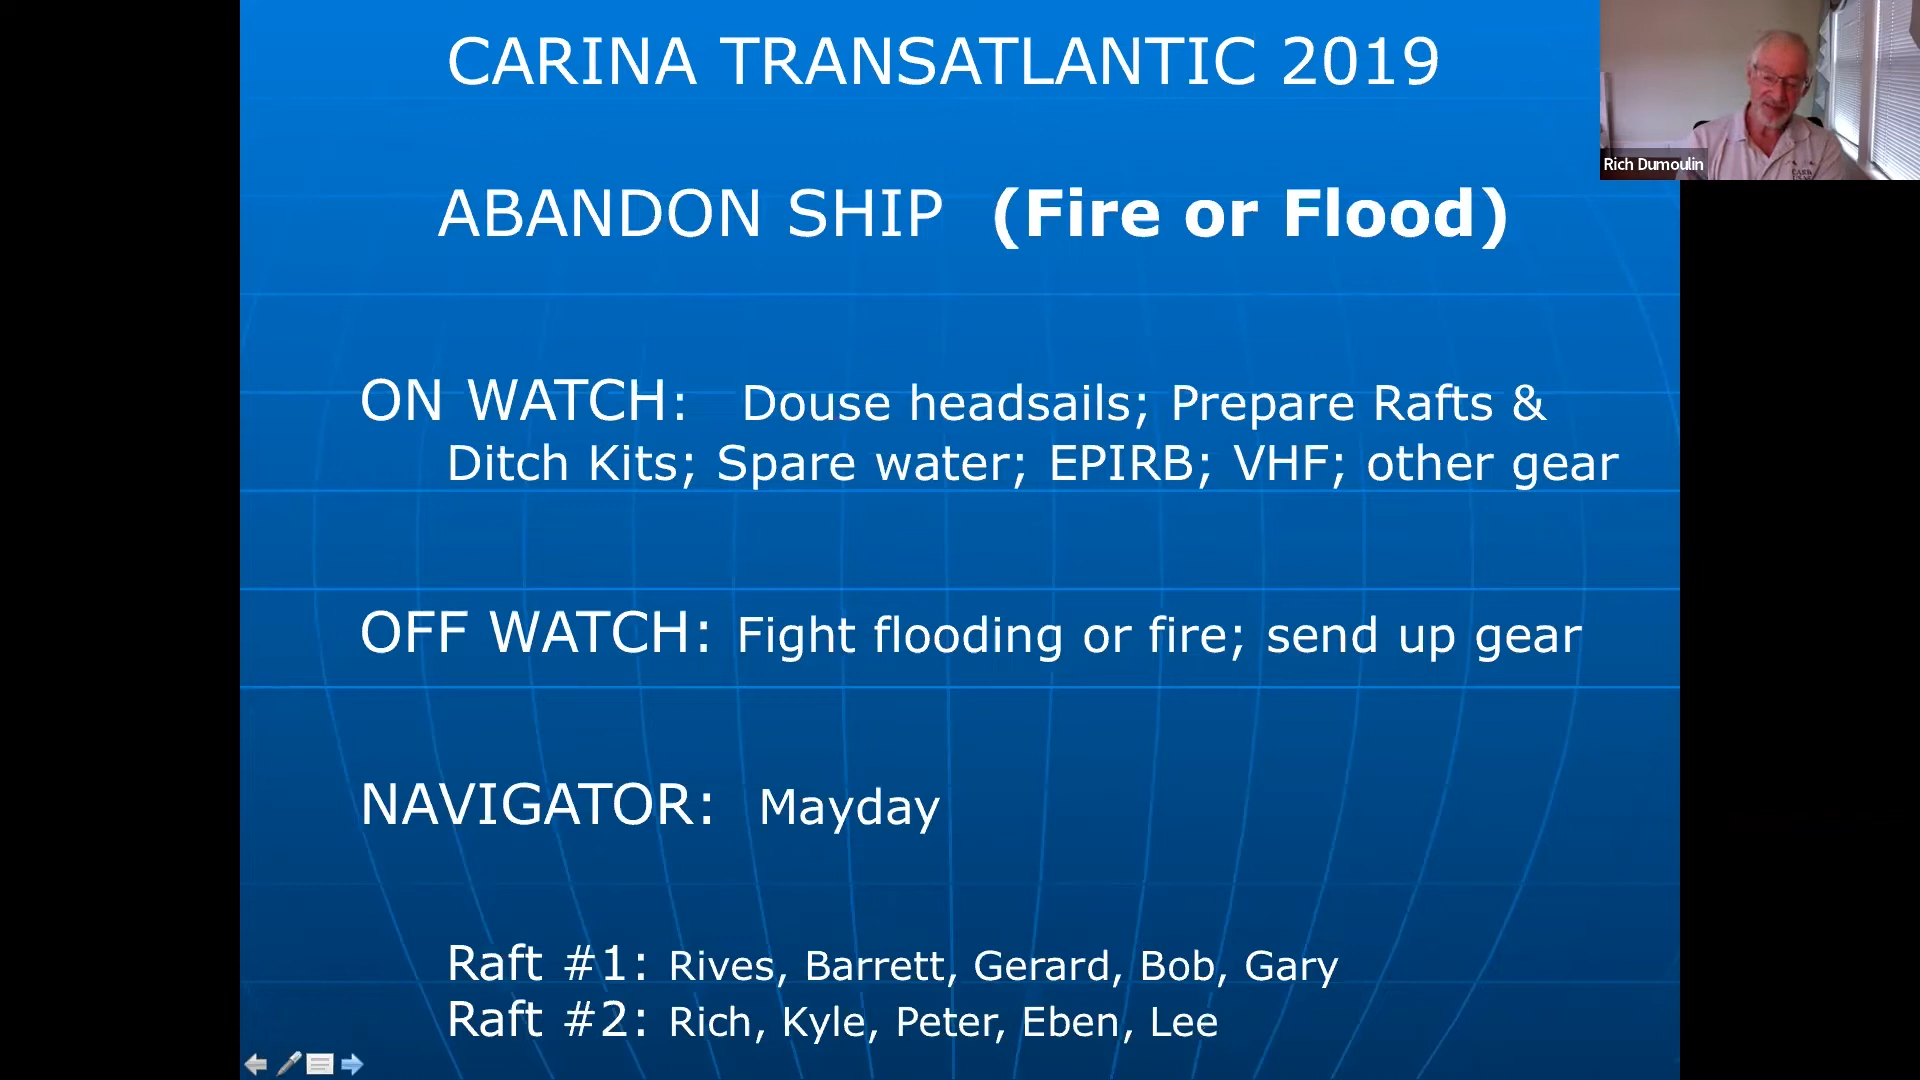 CARINA TRANSATLANTIC 2019
Rich Dumoulin
ABANDON SHIP (Fire or Flood)
ON WATCH: Douse headsails; Prepare Rafts &
Ditch Kits; Spare water; EPIRB; VHF; other gear
OFF WATCH: Fight flooding or fire; send up gear
NAVIGATOR: Mayday
Raft #1: Rives, Barrett, Gerard, Bob, Gary
Raft #2: Rich, Kyle, Peter, Eben, Lee